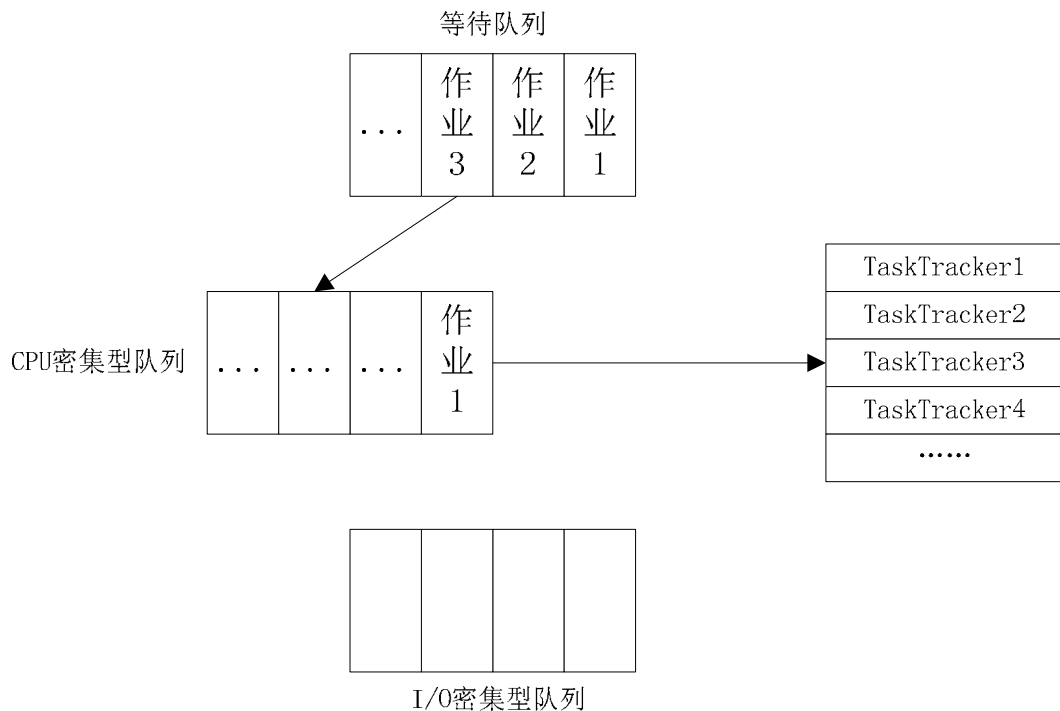 等待队列
...
作业3
作业2
作业1
CPU密集型队列
...
...
...
作业1
TaskTracker1
TaskTracker2
TaskTracker3
TaskTracker4
……
I/O密集型队列